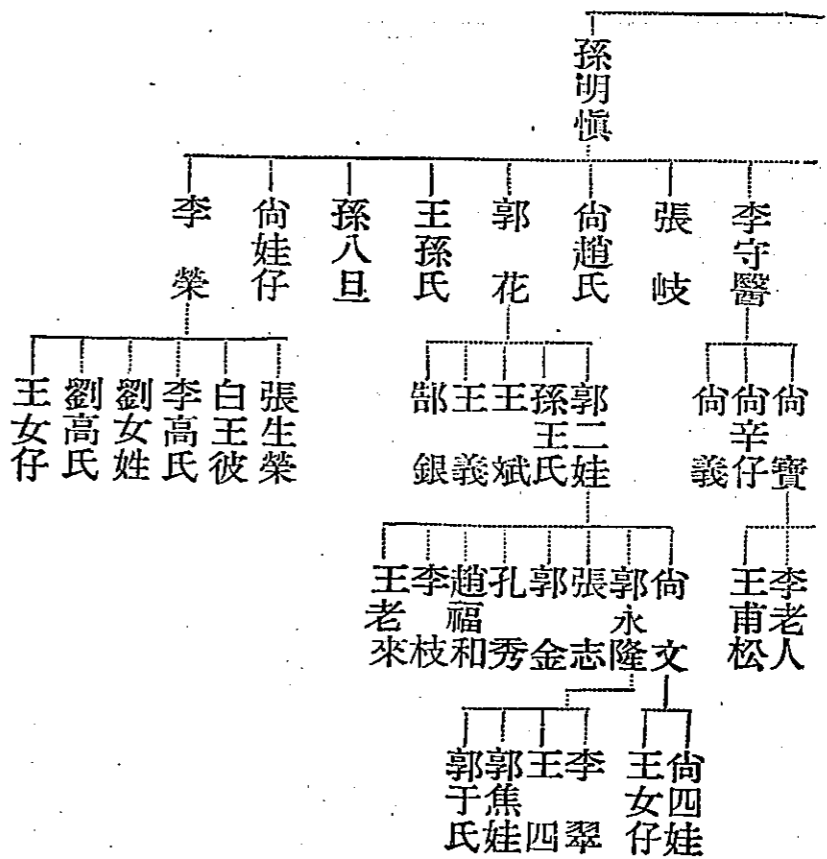 孫明愼
李守醫
張岐
尙趙氏
郭花
王孫氏
孫八旦
尙娃仔
李榮
尙寶
尙辛仔
尙義
郭二娃
孫王氏
王斌
王義
郜銀
張生榮
白王彼
李高氏
劉女姓
劉高氏
王女仔
李老人
王甫松
尙文
郭永隆
張志
郭金
孔秀
趙福和
李枝
王老來
尙四娃
王女仔
李翠
王四
郭焦娃
郭于氏